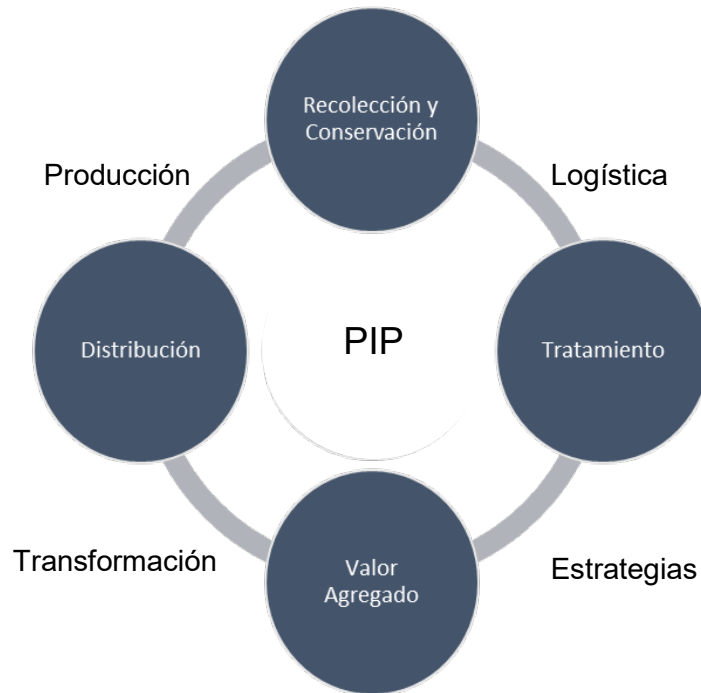 Recolección y
Conservación
Producción
Logística
Distribución
PIP
Tratamiento
Transformación
Valor
Agregado
Estrategias